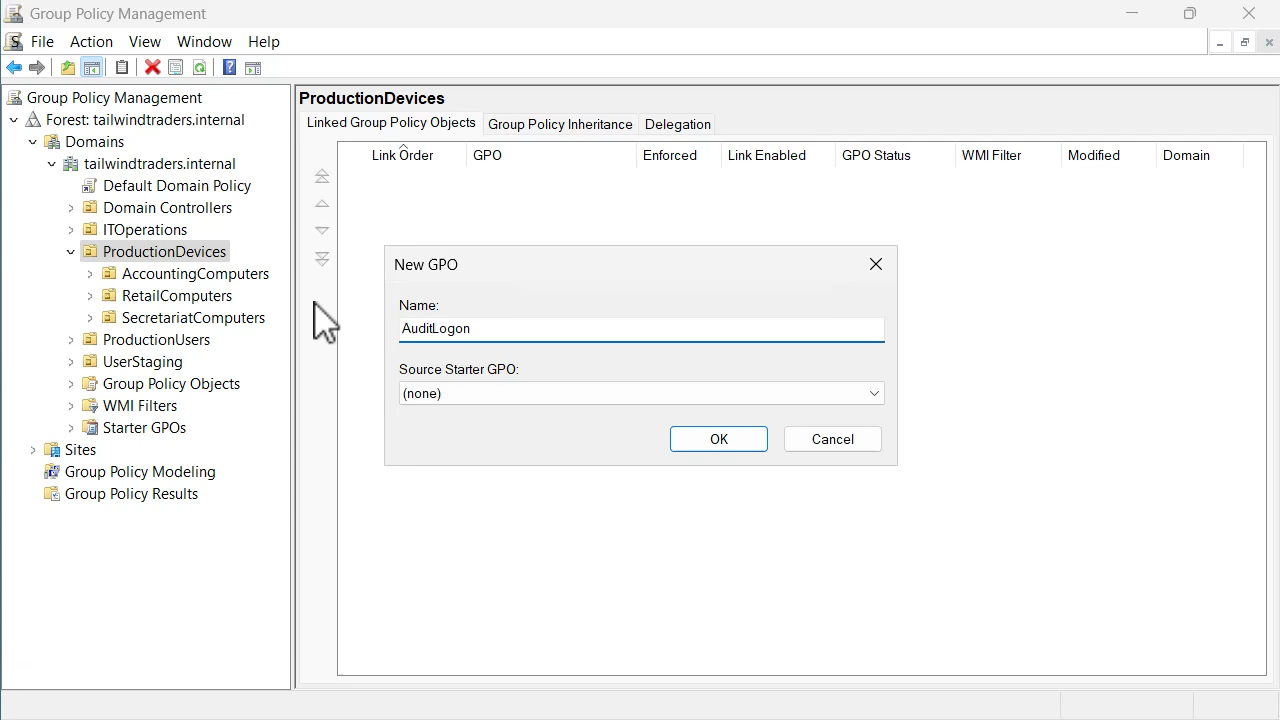 Group Policy Management
File Action View Window Help
Group Policy Management
Forest: tailwindtraders.internal
Domains
tailwindtraders.internal
Default Domain Policy
Domain Controllers
ITOperations
ProductionDevices
AccountingComputers
RetailComputers
SecretariatComputers
ProductionUsers
UserStaging
Group Policy Objects
WMI Filters
Starter GPOs
Sites
Group Policy Modeling
Group Policy Results
ProductionDevices
Linked Group Policy Objects Group Policy Inheritance Delegation
Link Order GPO Enforced Link Enabled GPO Status WMI Filter Modified Domain
New GPO
Name:
AuditLogon
Source Starter GPO:
(none)
OK Cancel